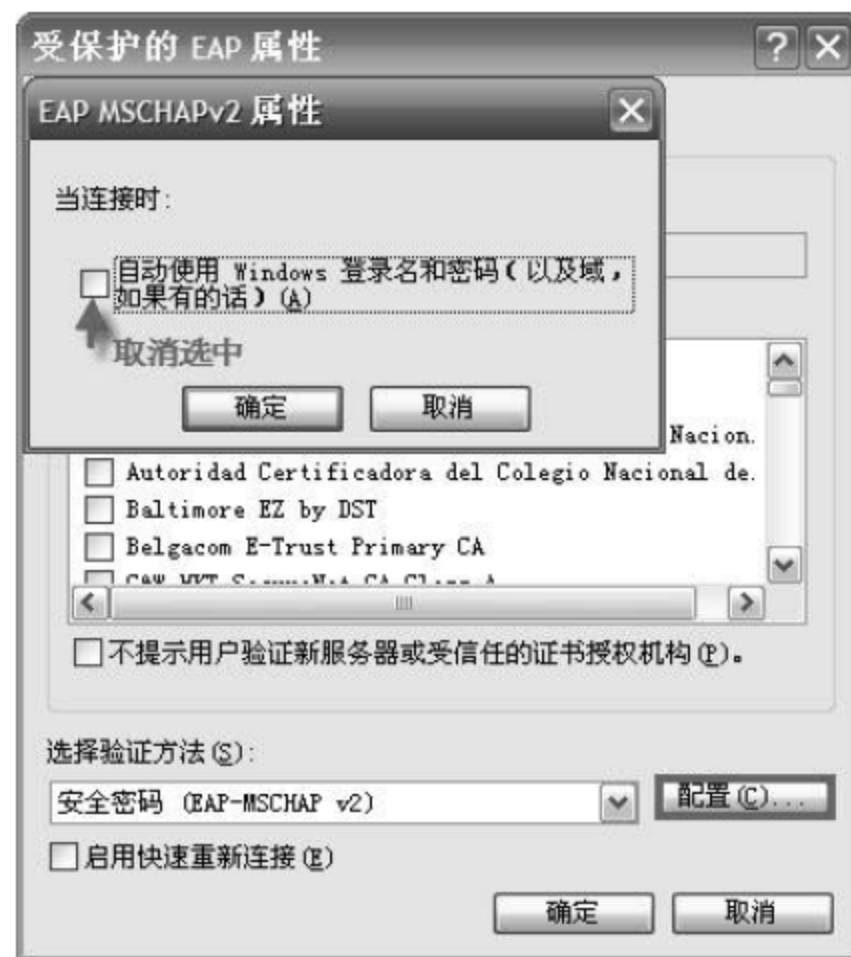 受保护的 EAP 属性
EAP MSCHAPv2 属性
当连接时:
自动使用 Windows 登录名和密码(以及域,
如果有的话)(A)
取消选中
确定 取消
Nacion.
Autoridad Certificadora del Colegio Nacional de.
Baltimore EZ by DST
Belgacom E-Trust Primary CA
不提示用户验证新服务器或受信任的证书授权机构(P)。
选择验证方法(S):
安全密码 (EAP-MSCHAP v2)
配置(C)...
启用快速重新连接(E)
确定 取消